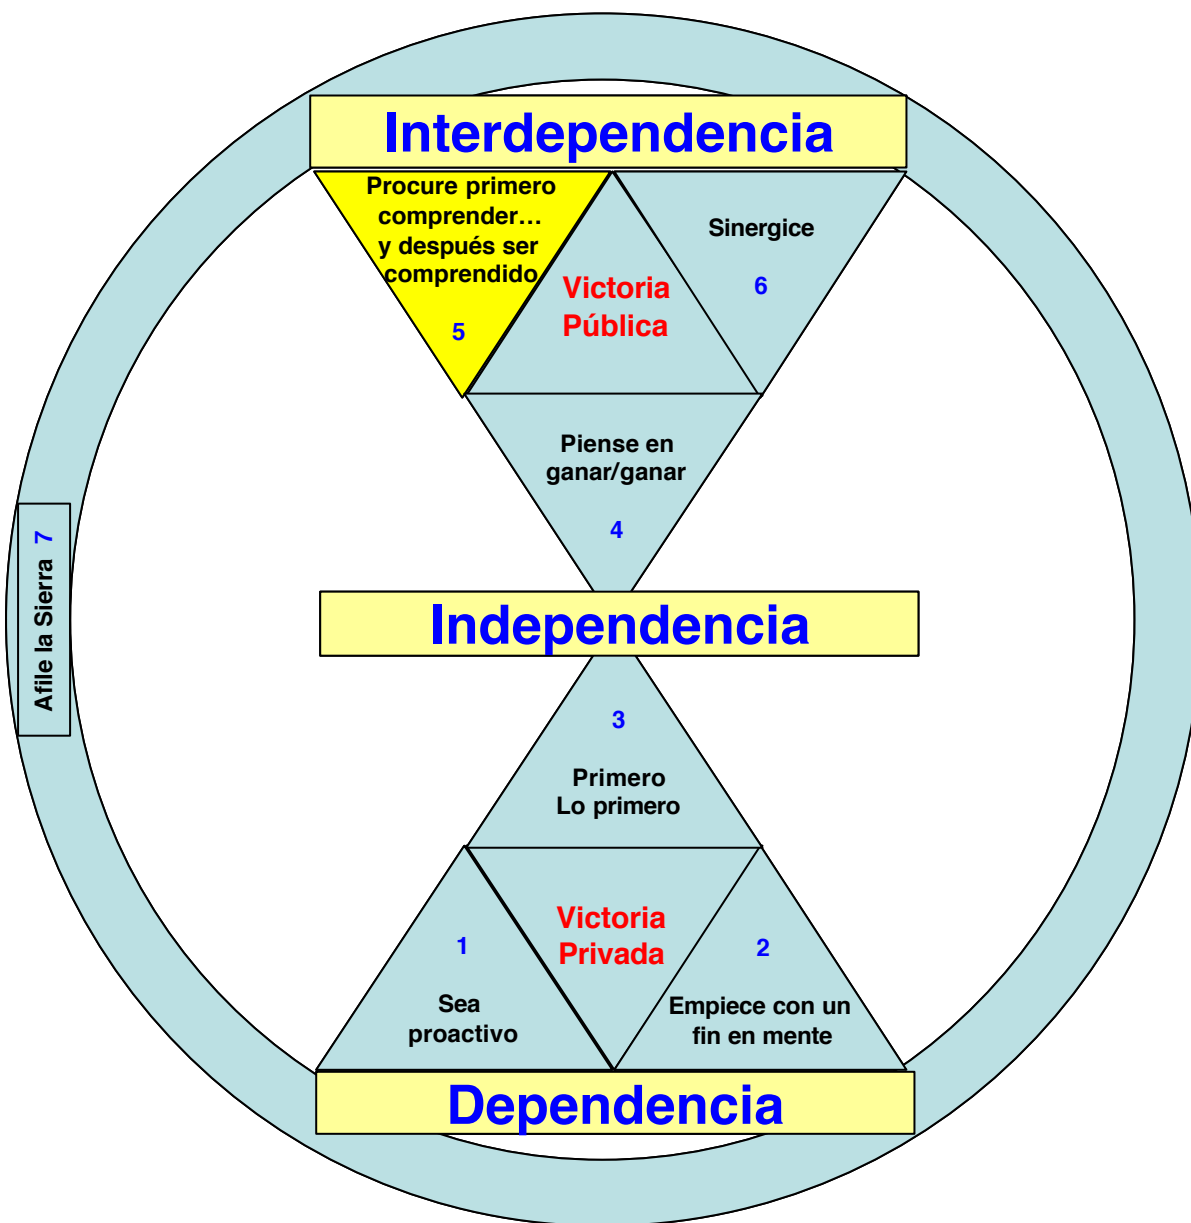 Interdependencia
Procure primero
comprender…
y después ser
comprendido
5
Victoria
Pública
Sinergice
6
Piense en
ganar/ganar
4
Afile la Sierra 7
Independencia
3
Primero
Lo primero
Victoria
Privada
1
Sea
proactivo
2
Empiece con un
fin en mente
Dependencia